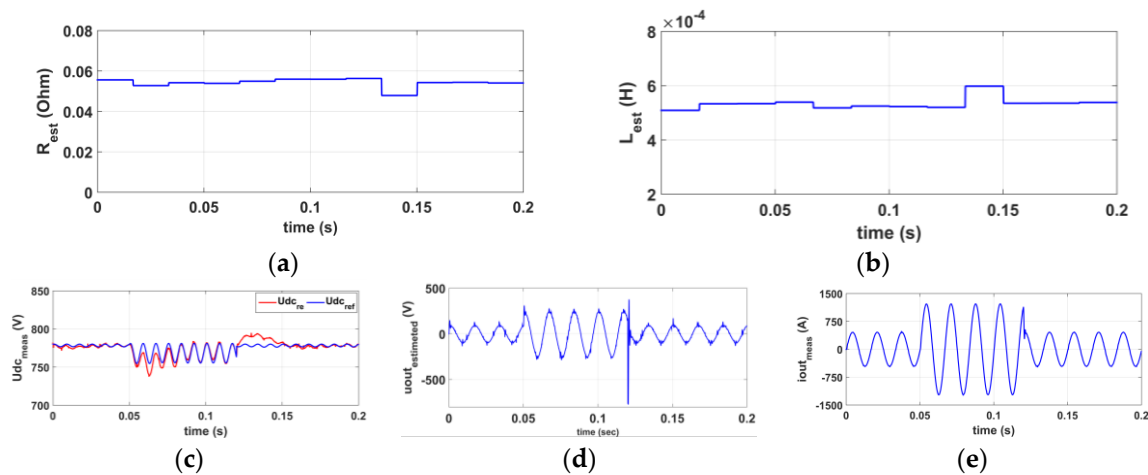 0.08
0.06
0.04
0.02
0
R_est (Ohm)
0 0.05 0.1 0.15 0.2
time (s)
(a)
×10⁻⁴
8
6
4
2
L_est (H)
0 0.05 0.1 0.15 0.2
time (s)
(b)
850
800
750
700
Udc_meas (V)
Udc_re Udc_ref
0 0.05 0.1 0.15 0.2
time (s)
(c)
500
0
-500
uout_estimeted (V)
0 0.05 0.1 0.15 0.2
time (sec)
(d)
1500
750
0
-750
-1500
iout_meas (A)
0 0.05 0.1 0.15 0.2
time (s)
(e)